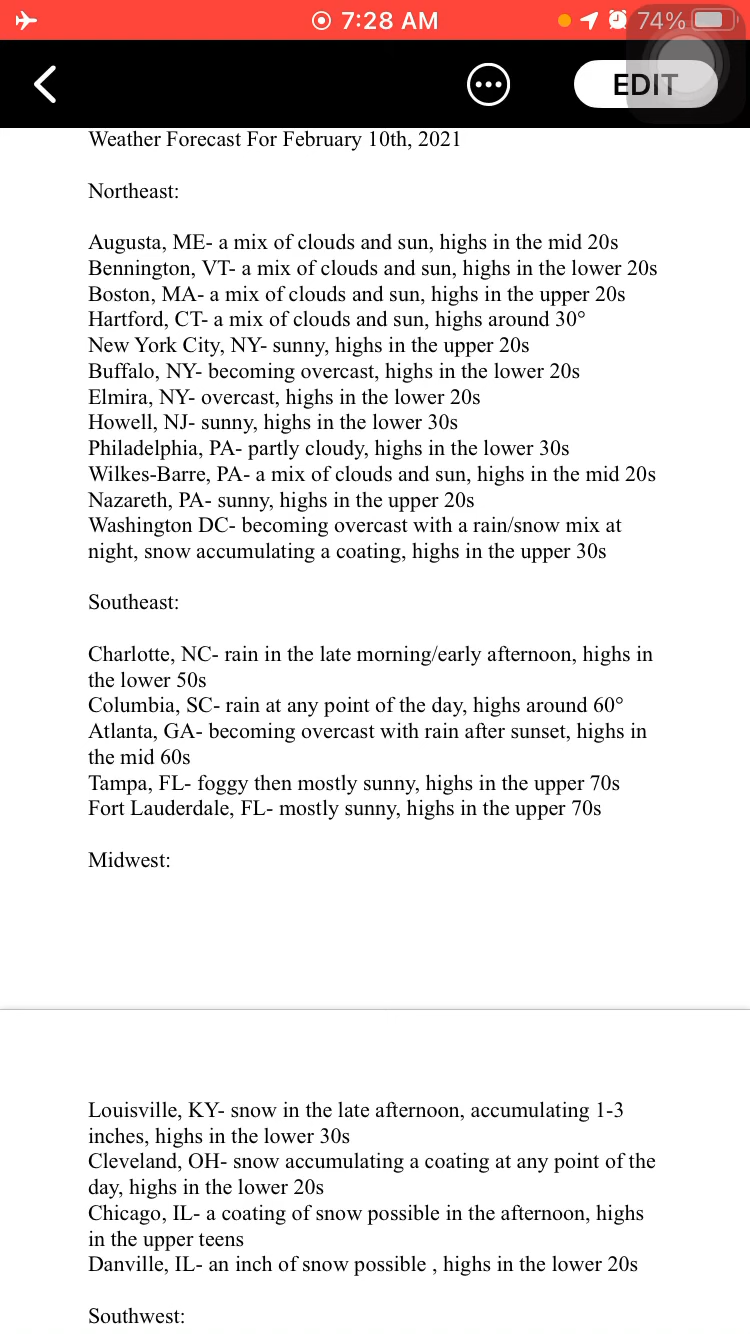 7:28 AM
74%
EDIT
Weather Forecast For February 10th, 2021
Northeast:
Augusta, ME- a mix of clouds and sun, highs in the mid 20s
Bennington, VT- a mix of clouds and sun, highs in the lower 20s
Boston, MA- a mix of clouds and sun, highs in the upper 20s
Hartford, CT- a mix of clouds and sun, highs around 30°
New York City, NY- sunny, highs in the upper 20s
Buffalo, NY- becoming overcast, highs in the lower 20s
Elmira, NY- overcast, highs in the lower 20s
Howell, NJ- sunny, highs in the lower 30s
Philadelphia, PA- partly cloudy, highs in the lower 30s
Wilkes-Barre, PA- a mix of clouds and sun, highs in the mid 20s
Nazareth, PA- sunny, highs in the upper 20s
Washington DC- becoming overcast with a rain/snow mix at
night, snow accumulating a coating, highs in the upper 30s
Southeast:
Charlotte, NC- rain in the late morning/early afternoon, highs in
the lower 50s
Columbia, SC- rain at any point of the day, highs around 60°
Atlanta, GA- becoming overcast with rain after sunset, highs in
the mid 60s
Tampa, FL- foggy then mostly sunny, highs in the upper 70s
Fort Lauderdale, FL- mostly sunny, highs in the upper 70s
Midwest:
Louisville, KY- snow in the late afternoon, accumulating 1-3
inches, highs in the lower 30s
Cleveland, OH- snow accumulating a coating at any point of the
day, highs in the lower 20s
Chicago, IL- a coating of snow possible in the afternoon, highs
in the upper teens
Danville, IL- an inch of snow possible , highs in the lower 20s
Southwest: